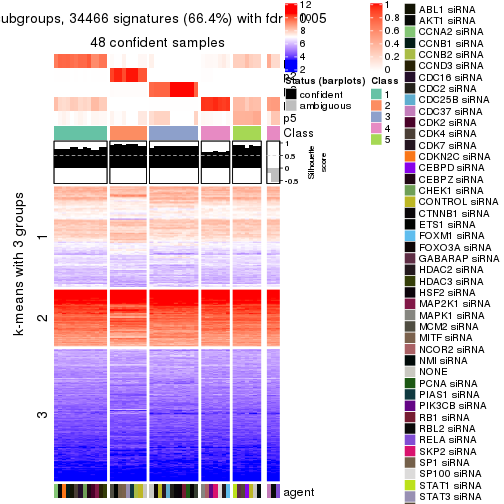 ubgroups, 34466 signatures (66.4%) with fdr
0.05
48 confident samples
p5
Class
1
0.5
0
-0.5
Silhouette
score
k-means with 3 groups
1
2
3
agent
12
8
6
4
2
Status (barplots)
confident
ambiguous
1
0.8
0.6
0.4
0.2
0
Class
1
2
3
4
5
ABL1 siRNA
AKT1 siRNA
CCNA2 siRNA
CCNB1 siRNA
CCNB2 siRNA
CCND3 siRNA
CDC16 siRNA
CDC2 siRNA
CDC25B siRNA
CDC37 siRNA
CDK2 siRNA
CDK4 siRNA
CDK7 siRNA
CDKN2C siRNA
CEBPD siRNA
CEBPZ siRNA
CHEK1 siRNA
CONTROL siRNA
CTNNB1 siRNA
ETS1 siRNA
FOXM1 siRNA
FOXO3A siRNA
GABARAP siRNA
HDAC2 siRNA
HDAC3 siRNA
HSF2 siRNA
MAP2K1 siRNA
MAPK1 siRNA
MCM2 siRNA
MITF siRNA
NCOR2 siRNA
NMI siRNA
NONE
PCNA siRNA
PIAS1 siRNA
PIK3CB siRNA
RB1 siRNA
RBL2 siRNA
RELA siRNA
SKP2 siRNA
SP1 siRNA
SP100 siRNA
STAT1 siRNA
STAT3 siRNA